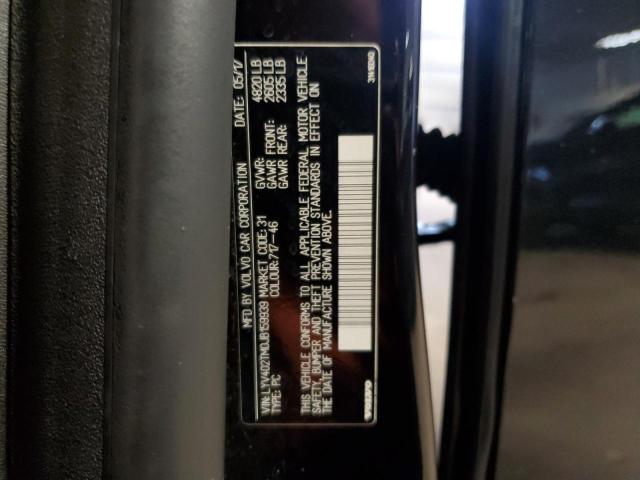 MFD BY VOLVO CAR CORPORATION DATE: 05/17
VIN: LYV402TM0JB159939 MARKET CODE: 31 GVWR: 4820 LB
TYPE: PC COLOUR: 717-46 GAWR FRONT: 2605 LB
GAWR REAR: 2335 LB
THIS VEHICLE CONFORMS TO ALL APPLICABLE FEDERAL MOTOR VEHICLE
SAFETY, BUMPER AND THEFT PREVENTION STANDARDS IN EFFECT ON
DATE OF MANUFACTURE SHOWN ABOVE.
VOLVO